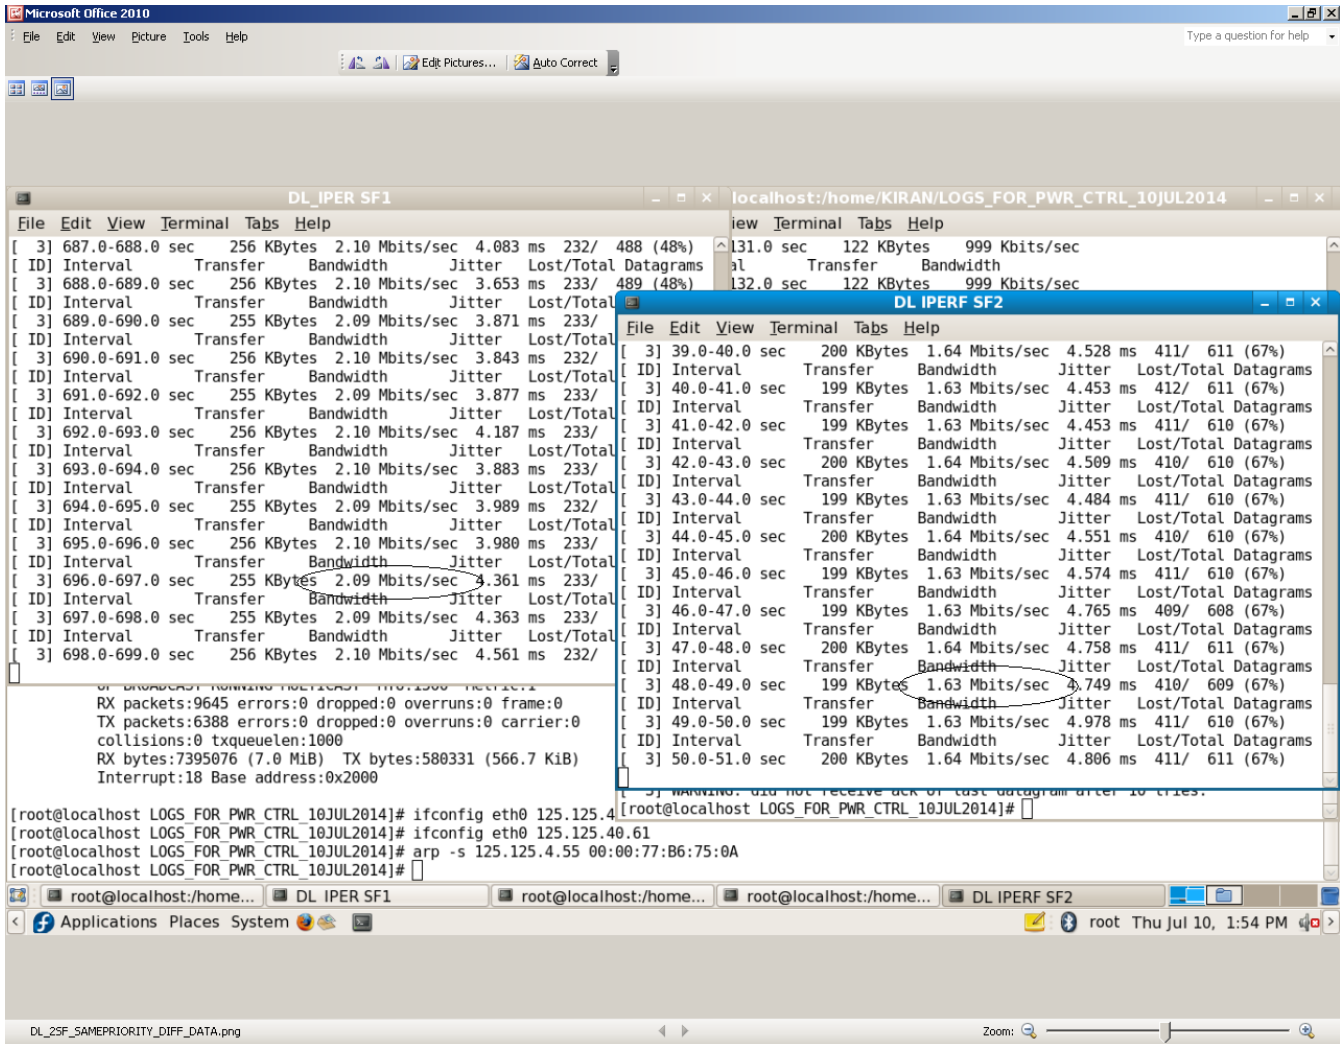 Microsoft Office 2010
File Edit View Picture Tools Help
Type a question for help
Edit Pictures... Auto Correct
DL_IPER SF1
File Edit View Terminal Tabs Help
[ 3] 687.0-688.0 sec 256 KBytes 2.10 Mbits/sec 4.083 ms 232/ 488 (48%)
[ ID] Interval Transfer Bandwidth Jitter Lost/Total Datagrams
[ 3] 688.0-689.0 sec 256 KBytes 2.10 Mbits/sec 3.653 ms 233/ 489 (48%)
[ ID] Interval Transfer Bandwidth Jitter Lost/Total
[ 3] 689.0-690.0 sec 255 KBytes 2.09 Mbits/sec 3.871 ms 233/
[ ID] Interval Transfer Bandwidth Jitter Lost/Total
[ 3] 690.0-691.0 sec 256 KBytes 2.10 Mbits/sec 3.843 ms 232/
[ ID] Interval Transfer Bandwidth Jitter Lost/Total
[ 3] 691.0-692.0 sec 255 KBytes 2.09 Mbits/sec 3.877 ms 233/
[ ID] Interval Transfer Bandwidth Jitter Lost/Total
[ 3] 692.0-693.0 sec 256 KBytes 2.10 Mbits/sec 4.187 ms 233/
[ ID] Interval Transfer Bandwidth Jitter Lost/Total
[ 3] 693.0-694.0 sec 256 KBytes 2.10 Mbits/sec 3.883 ms 233/
[ ID] Interval Transfer Bandwidth Jitter Lost/Total
[ 3] 694.0-695.0 sec 255 KBytes 2.09 Mbits/sec 3.989 ms 232/
[ ID] Interval Transfer Bandwidth Jitter Lost/Total
[ 3] 695.0-696.0 sec 256 KBytes 2.10 Mbits/sec 3.980 ms 233/
[ ID] Interval Transfer Bandwidth Jitter Lost/Total
[ 3] 696.0-697.0 sec 255 KBytes 2.09 Mbits/sec 4.361 ms 233/
[ ID] Interval Transfer Bandwidth Jitter Lost/Total
[ 3] 697.0-698.0 sec 255 KBytes 2.09 Mbits/sec 4.363 ms 233/
[ ID] Interval Transfer Bandwidth Jitter Lost/Total
[ 3] 698.0-699.0 sec 256 KBytes 2.10 Mbits/sec 4.561 ms 232/
localhost:/home/KIRAN/LOGS_FOR_PWR_CTRL_10JUL2014
iew Terminal Tabs Help
131.0 sec 122 KBytes 999 Kbits/sec
al Transfer Bandwidth
132.0 sec 122 KBytes 999 Kbits/sec
DL IPERF SF2
File Edit View Terminal Tabs Help
[ 3] 39.0-40.0 sec 200 KBytes 1.64 Mbits/sec 4.528 ms 411/ 611 (67%)
[ ID] Interval Transfer Bandwidth Jitter Lost/Total Datagrams
[ 3] 40.0-41.0 sec 199 KBytes 1.63 Mbits/sec 4.453 ms 412/ 611 (67%)
[ ID] Interval Transfer Bandwidth Jitter Lost/Total Datagrams
[ 3] 41.0-42.0 sec 199 KBytes 1.63 Mbits/sec 4.453 ms 411/ 610 (67%)
[ ID] Interval Transfer Bandwidth Jitter Lost/Total Datagrams
[ 3] 42.0-43.0 sec 200 KBytes 1.64 Mbits/sec 4.509 ms 410/ 610 (67%)
[ ID] Interval Transfer Bandwidth Jitter Lost/Total Datagrams
[ 3] 43.0-44.0 sec 199 KBytes 1.63 Mbits/sec 4.484 ms 411/ 610 (67%)
[ ID] Interval Transfer Bandwidth Jitter Lost/Total Datagrams
[ 3] 44.0-45.0 sec 200 KBytes 1.64 Mbits/sec 4.551 ms 410/ 610 (67%)
[ ID] Interval Transfer Bandwidth Jitter Lost/Total Datagrams
[ 3] 45.0-46.0 sec 199 KBytes 1.63 Mbits/sec 4.574 ms 411/ 610 (67%)
[ ID] Interval Transfer Bandwidth Jitter Lost/Total Datagrams
[ 3] 46.0-47.0 sec 199 KBytes 1.63 Mbits/sec 4.765 ms 409/ 608 (67%)
[ ID] Interval Transfer Bandwidth Jitter Lost/Total Datagrams
[ 3] 47.0-48.0 sec 200 KBytes 1.64 Mbits/sec 4.758 ms 411/ 611 (67%)
[ ID] Interval Transfer Bandwidth Jitter Lost/Total Datagrams
[ 3] 48.0-49.0 sec 199 KBytes 1.63 Mbits/sec 4.749 ms 410/ 609 (67%)
[ ID] Interval Transfer Bandwidth Jitter Lost/Total Datagrams
[ 3] 49.0-50.0 sec 199 KBytes 1.63 Mbits/sec 4.978 ms 411/ 610 (67%)
[ ID] Interval Transfer Bandwidth Jitter Lost/Total Datagrams
[ 3] 50.0-51.0 sec 200 KBytes 1.64 Mbits/sec 4.806 ms 411/ 611 (67%)
[ 3] WARNING: did not receive ack of last datagram after 10 tries.
[root@localhost LOGS_FOR_PWR_CTRL_10JUL2014]#
UP BROADCAST RUNNING MULTICAST MTU:1500 Metric:1
RX packets:9645 errors:0 dropped:0 overruns:0 frame:0
TX packets:6388 errors:0 dropped:0 overruns:0 carrier:0
collisions:0 txqueuelen:1000
RX bytes:7395076 (7.0 MiB) TX bytes:580331 (566.7 KiB)
Interrupt:18 Base address:0x2000
[root@localhost LOGS_FOR_PWR_CTRL_10JUL2014]# ifconfig eth0 125.125.4
[root@localhost LOGS_FOR_PWR_CTRL_10JUL2014]# ifconfig eth0 125.125.40.61
[root@localhost LOGS_FOR_PWR_CTRL_10JUL2014]# arp -s 125.125.4.55 00:00:77:B6:75:0A
[root@localhost LOGS_FOR_PWR_CTRL_10JUL2014]#
root@localhost:/home... DL_IPER SF1 root@localhost:/home... root@localhost:/home... DL IPERF SF2
Applications Places System root Thu Jul 10, 1:54 PM
DL_2SF_SAMEPRIORITY_DIFF_DATA.png Zoom: